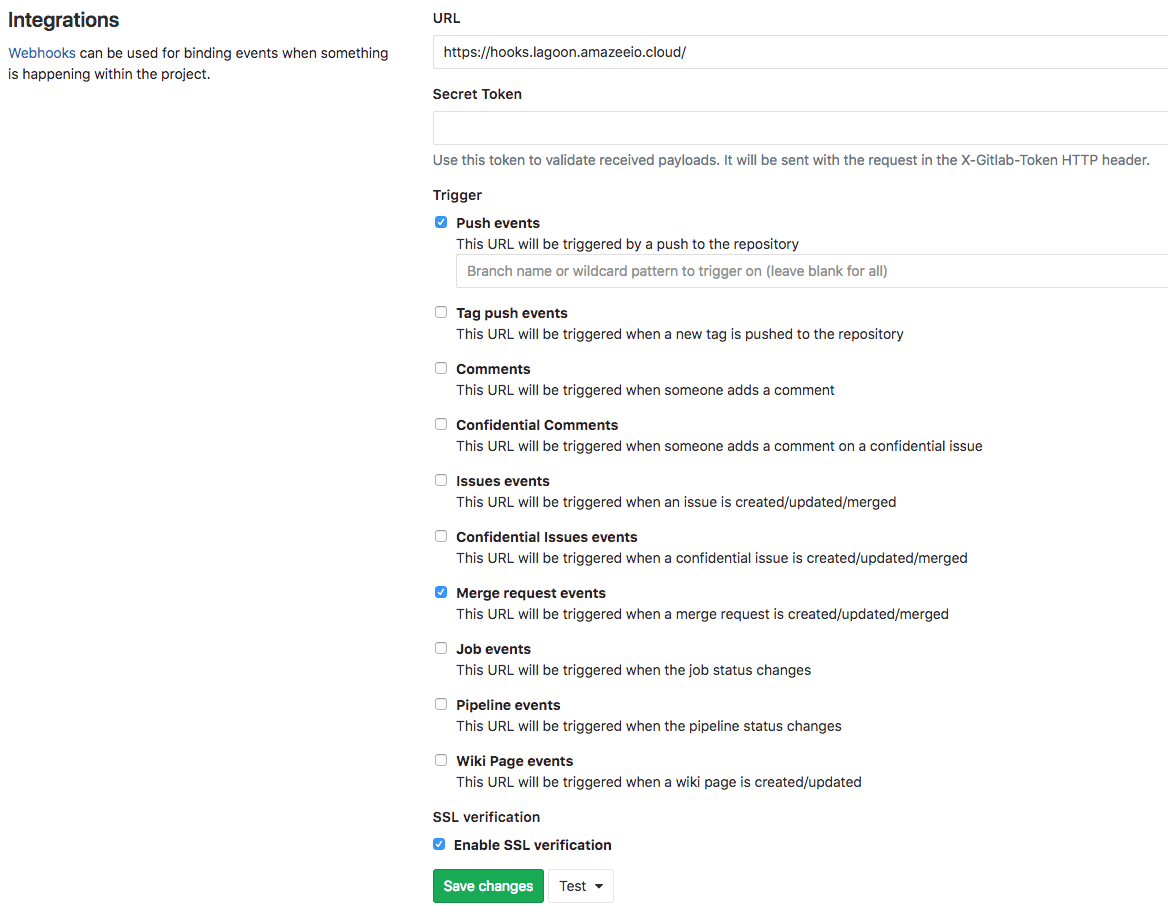 Integrations
Webhooks can be used for binding events when something
is happening within the project.
URL
https://hooks.lagoon.amazeeio.cloud/
Secret Token
Use this token to validate received payloads. It will be sent with the request in the X-Gitlab-Token HTTP header.
Trigger
Push events
This URL will be triggered by a push to the repository
Branch name or wildcard pattern to trigger on (leave blank for all)
Tag push events
This URL will be triggered when a new tag is pushed to the repository
Comments
This URL will be triggered when someone adds a comment
Confidential Comments
This URL will be triggered when someone adds a comment on a confidential issue
Issues events
This URL will be triggered when an issue is created/updated/merged
Confidential Issues events
This URL will be triggered when a confidential issue is created/updated/merged
Merge request events
This URL will be triggered when a merge request is created/updated/merged
Job events
This URL will be triggered when the job status changes
Pipeline events
This URL will be triggered when the pipeline status changes
Wiki Page events
This URL will be triggered when a wiki page is created/updated
SSL verification
Enable SSL verification
Save changes Test